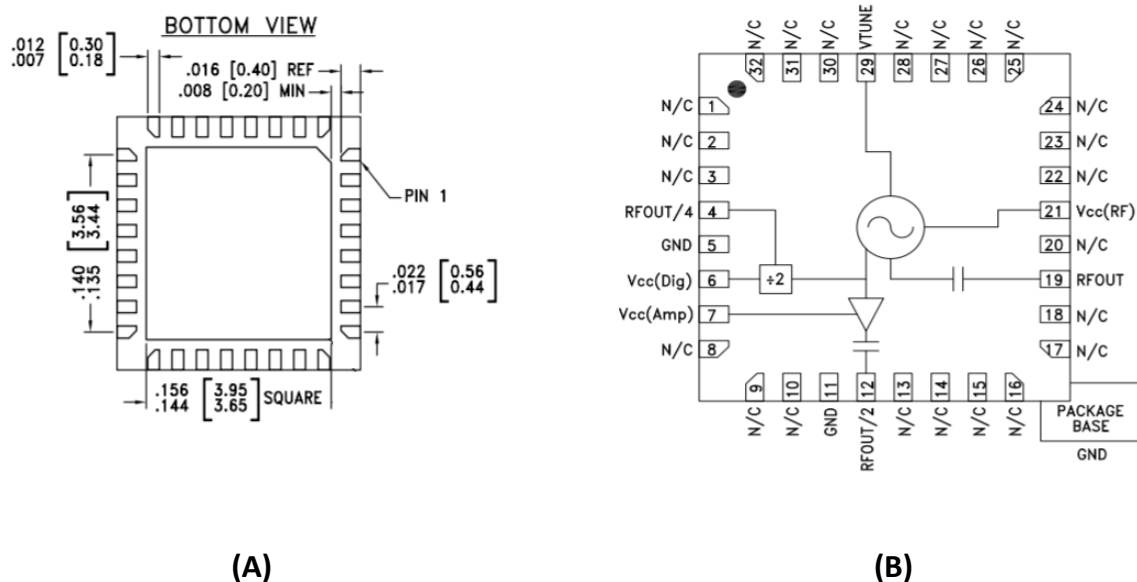 BOTTOM VIEW
.012 [0.30]
.007 [0.18]
.016 [0.40] REF
.008 [0.20] MIN
PIN 1
.140 [3.56]
.135 [3.44]
.022 [0.56]
.017 [0.44]
.156 [3.95]
.144 [3.65] SQUARE
(A)
N/C N/C N/C VTUNE N/C N/C N/C N/C
32 31 30 29 28 27 26 25
N/C 1
N/C 2
N/C 3
RFOUT/4 4
GND 5
Vcc(Dig) 6
Vcc(Amp) 7
N/C 8
÷2
24 N/C
23 N/C
22 N/C
21 Vcc(RF)
20 N/C
19 RFOUT
18 N/C
17 N/C
9 10 11 12 13 14 15 16
N/C N/C GND RFOUT/2 N/C N/C N/C N/C
PACKAGE
BASE
GND
(B)